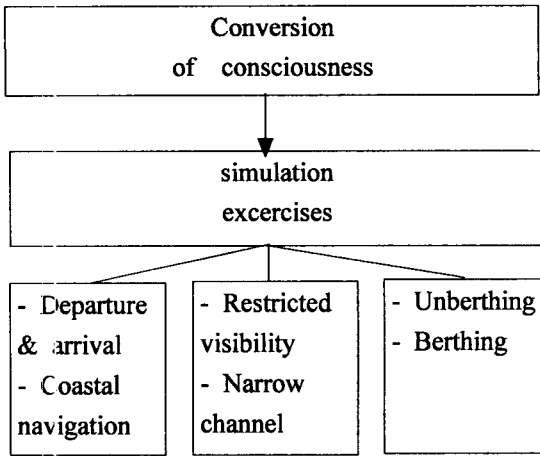 Conversion
of consciousness
simulation
excercises
- Departure
& arrival
- Coastal
navigation
- Restricted
visibility
- Narrow
channel
- Unberthing
- Berthing